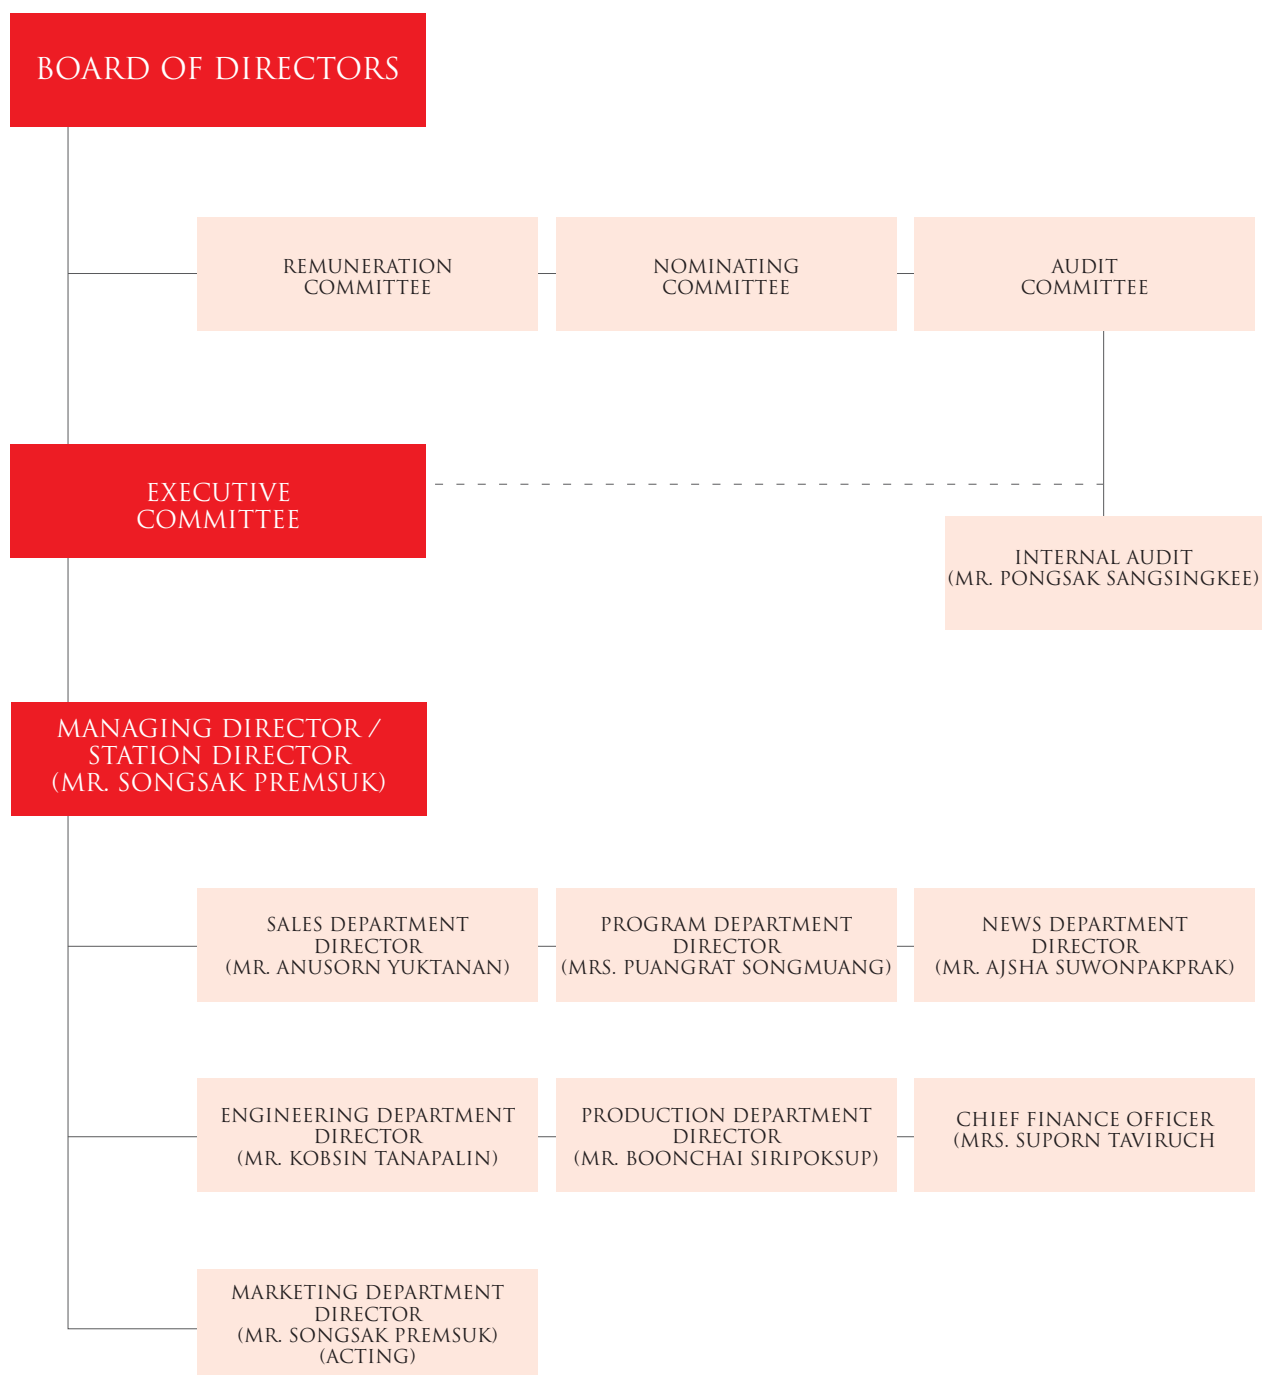 BOARD OF DIRECTORS
REMUNERATION
COMMITTEE
NOMINATING
COMMITTEE
AUDIT
COMMITTEE
EXECUTIVE
COMMITTEE
INTERNAL AUDIT
(MR. PONGSAK SANGSINGKEE)
MANAGING DIRECTOR /
STATION DIRECTOR
(MR. SONGSAK PREMSUK)
SALES DEPARTMENT
DIRECTOR
(MR. ANUSORN YUKTANAN)
PROGRAM DEPARTMENT
DIRECTOR
(MRS. PUANGRAT SONGMUANG)
NEWS DEPARTMENT
DIRECTOR
(MR. AJSHA SUWONPAKPRAK)
ENGINEERING DEPARTMENT
DIRECTOR
(MR. KOBSIN TANAPALIN)
PRODUCTION DEPARTMENT
DIRECTOR
(MR. BOONCHAI SIRIPOKSUP)
CHIEF FINANCE OFFICER
(MRS. SUPORN TAVIRUCH
MARKETING DEPARTMENT
DIRECTOR
(MR. SONGSAK PREMSUK)
(ACTING)